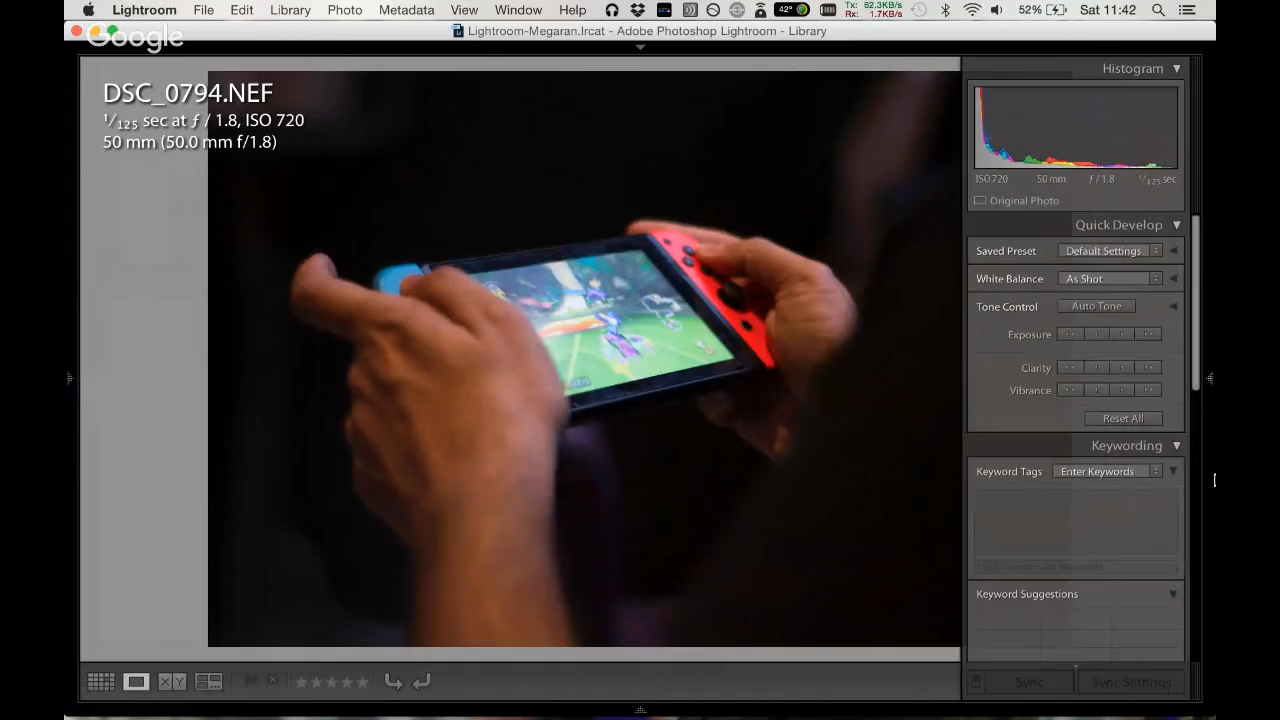 Lightroom File Edit Library Photo Metadata View Window Help 42° Tx: 62.3KB/s Rx: 1.7KB/s 52% Sat 11:42
Google
Lightroom-Megaran.lrcat - Adobe Photoshop Lightroom - Library
DSC_0794.NEF
1/125 sec at ƒ / 1.8, ISO 720
50 mm (50.0 mm f/1.8)
Histogram
ISO 720 50 mm ƒ / 1.8 1/125 sec
Original Photo
Quick Develop
Saved Preset Default Settings
White Balance As Shot
Tone Control Auto Tone
Exposure
Clarity
Vibrance
Reset All
Keywording
Keyword Tags Enter Keywords
Keyword Suggestions
X Y
Sync Sync Settings